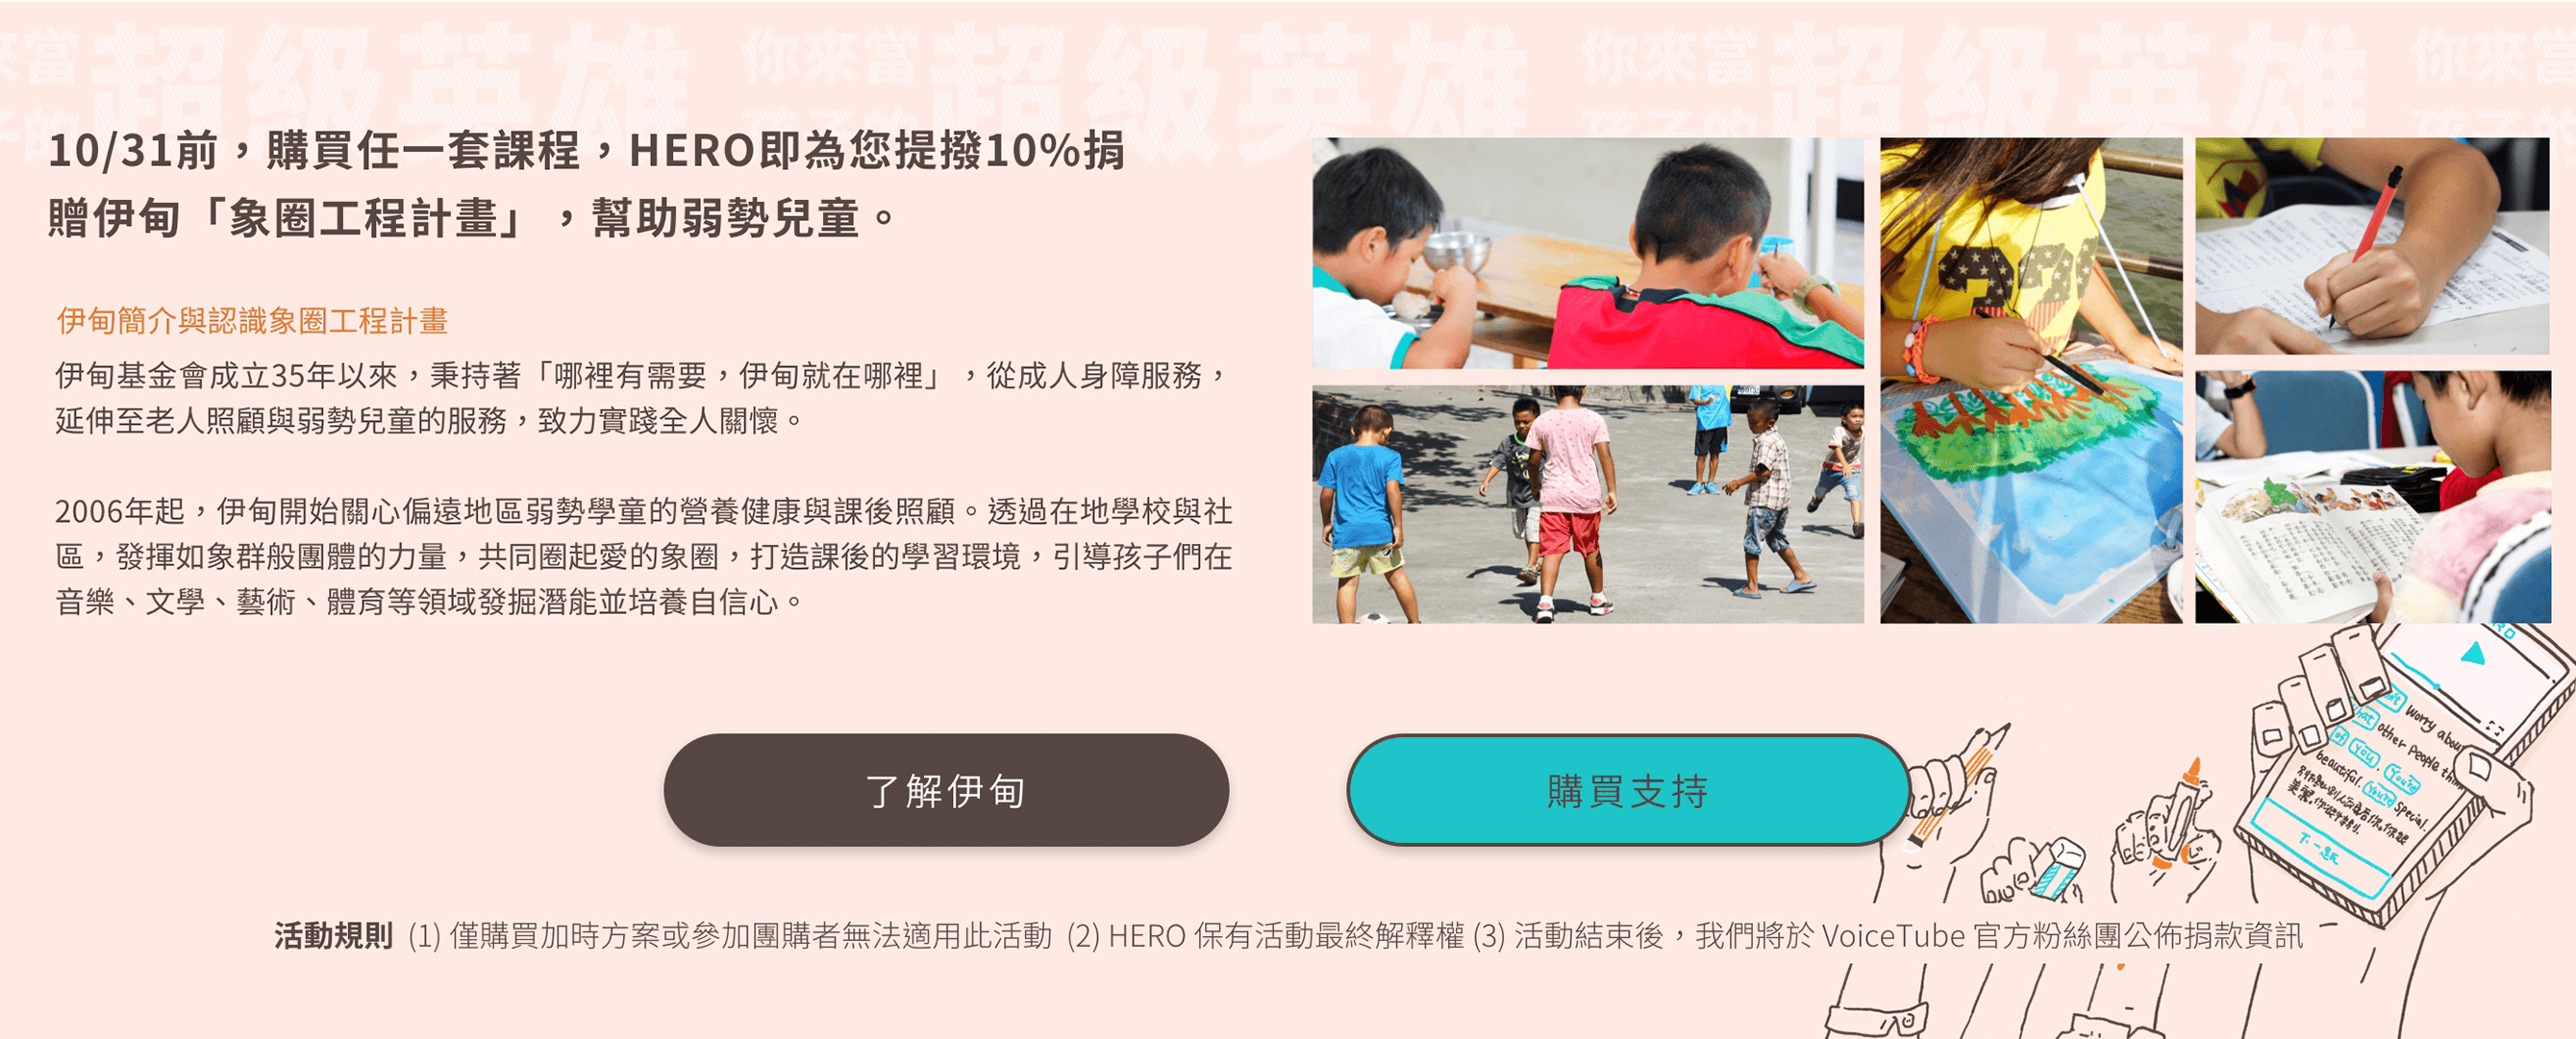 你來當
孩子的
超級英雄
你來當
孩子的
超級英雄
你來當
10/31前，購買任一套課程，HERO即為您提撥10%捐
贈伊甸「象圈工程計畫」，幫助弱勢兒童。
伊甸簡介與認識象圈工程計畫
伊甸基金會成立35年以來，秉持著「哪裡有需要，伊甸就在哪裡」，從成人身障服務，
延伸至老人照顧與弱勢兒童的服務，致力實踐全人關懷。
2006年起，伊甸開始關心偏遠地區弱勢學童的營養健康與課後照顧。透過在地學校與社
區，發揮如象群般團體的力量，共同圈起愛的象圈，打造課後的學習環境，引導孩子們在
音樂、文學、藝術、體育等領域發掘潛能並培養自信心。
Worry about
other people
of you. You're
beautiful. You're special.
下一題
了解伊甸
購買支持
活動規則 (1) 僅購買加時方案或參加團購者無法適用此活動 (2) HERO 保有活動最終解釋權 (3) 活動結束後，我們將於 VoiceTube 官方粉絲團公佈捐款資訊